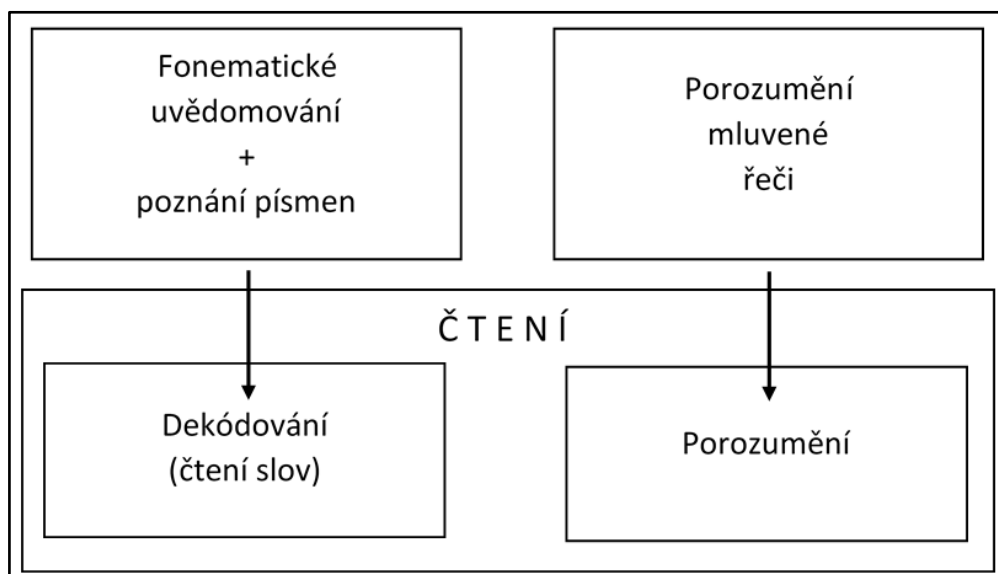 Fonematické
uvědomování
+
poznání písmen
Porozumění
mluvené
řeči
Č T E N Í
Dekódování
(čtení slov)
Porozumění